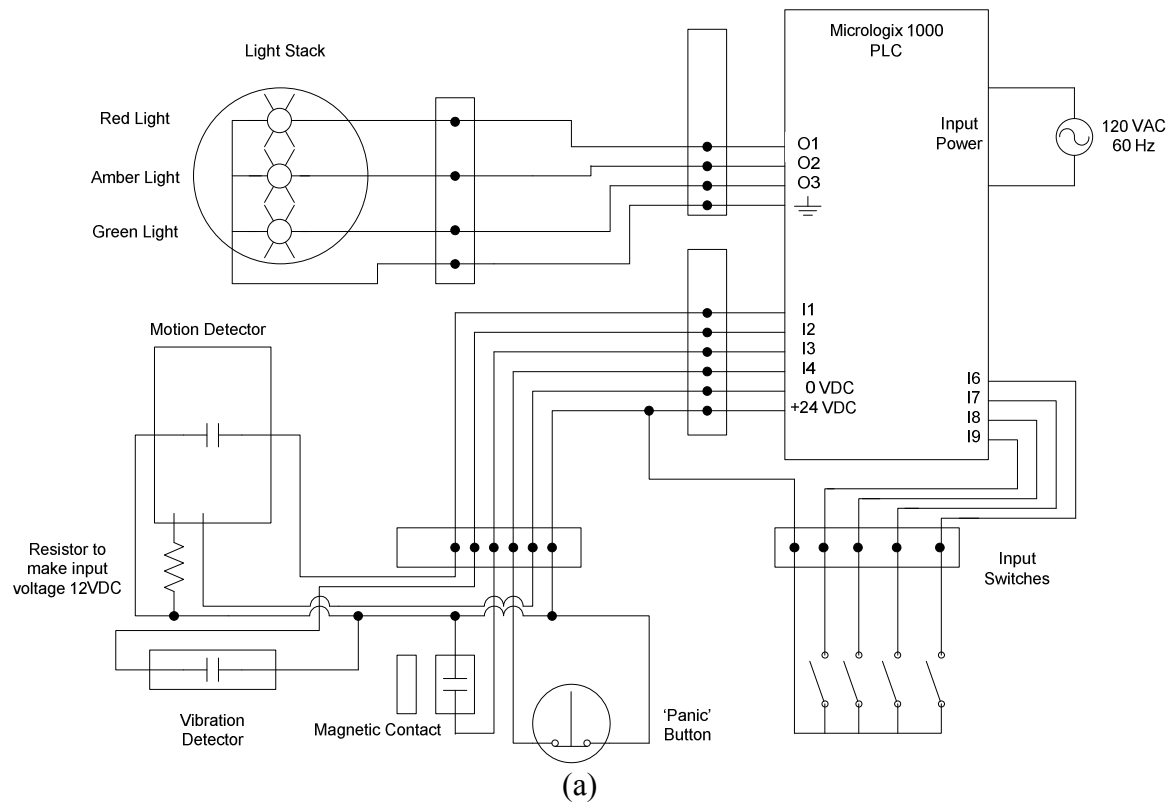 Micrologix 1000
PLC
Light Stack
Red Light
Amber Light
Green Light
O1
O2
O3
Input
Power
120 VAC
60 Hz
Motion Detector
I1
I2
I3
I4
0 VDC
+24 VDC
I6
I7
I8
I9
Resistor to
make input
voltage 12VDC
Input
Switches
Vibration
Detector
Magnetic Contact
'Panic'
Button
(a)